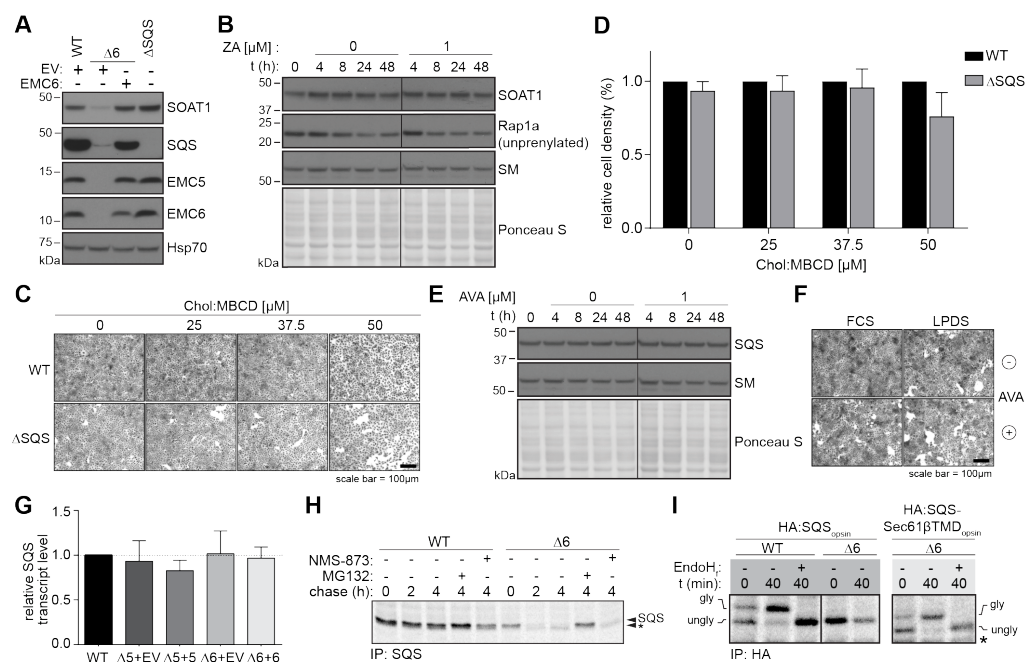 A
WT
Δ6
ΔSQS
EV: + + - -
EMC6: - - + -
50
SOAT1
50
SQS
15
EMC5
10
EMC6
75
Hsp70
kDa
B
ZA [µM] : 0 1
t (h): 0 4 8 24 48 4 8 24 48
50
SOAT1
37
25
Rap1a
(unprenylated)
20
SM
50
Ponceau S
kDa
C
Chol:MBCD [µM]
0 25 37.5 50
WT
ΔSQS
scale bar = 100µm
D
WT
ΔSQS
relative cell density (%)
1.0
0.5
0.0
0 25 37.5 50
Chol:MBCD [µM]
E
AVA [µM] 0 1
t (h) 0 4 8 24 48 4 8 24 48
50
SQS
37
SM
50
Ponceau S
kDa
F
FCS LPDS
-
AVA
+
scale bar = 100µm
G
relative SQS
transcript level
1.5
1.0
0.5
0.0
WT Δ5+EV Δ5+5 Δ6+EV Δ6+6
H
WT Δ6
NMS-873: - - - - + - - - - +
MG132: - - - + - - - - + -
chase (h) 0 2 4 4 4 0 2 4 4 4
SQS
*
IP: SQS
I
HA:SQSopsin
HA:SQS-
Sec61βTMDopsin
WT Δ6 Δ6
EndoHf: - - + - - - - +
t (min): 0 40 40 0 40 0 40 40
gly
ungly
gly
ungly
*
IP: HA